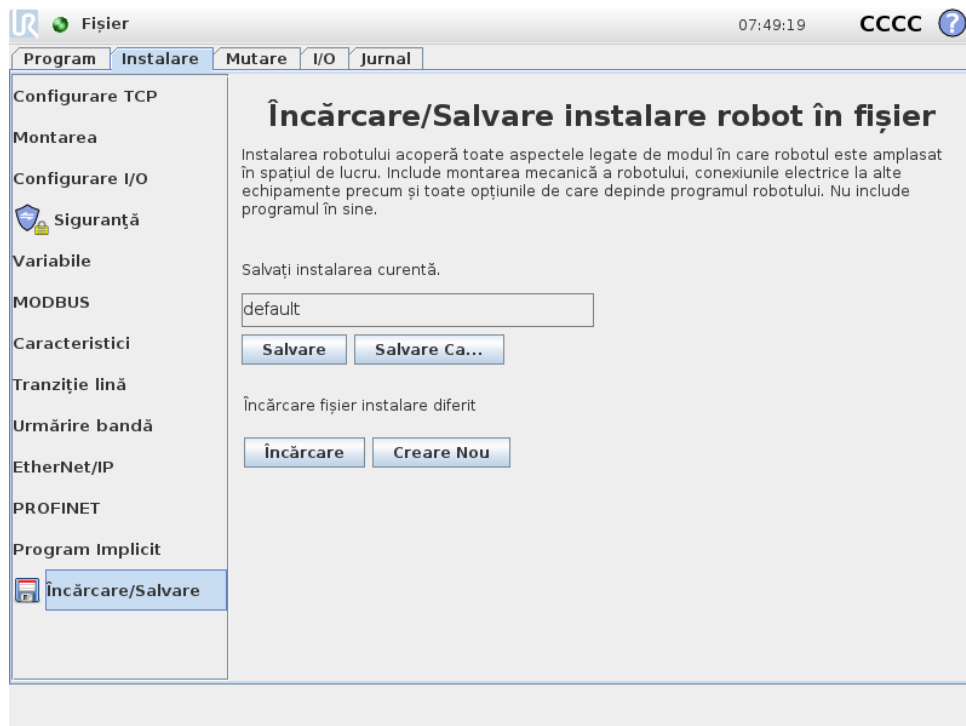 UR Fișier 07:49:19 CCCC ?
Program Instalare Mutare I/O Jurnal
Configurare TCP
Montarea
Configurare I/O
Siguranță
Variabile
MODBUS
Caracteristici
Tranziție lină
Urmărire bandă
EtherNet/IP
PROFINET
Program Implicit
Încărcare/Salvare
Încărcare/Salvare instalare robot în fișier
Instalarea robotului acoperă toate aspectele legate de modul în care robotul este amplasat
în spațiul de lucru. Include montarea mecanică a robotului, conexiunile electrice la alte
echipamente precum și toate opțiunile de care depinde programul robotului. Nu include
programul în sine.
Salvați instalarea curentă.
default
Salvare Salvare Ca...
Încărcare fișier instalare diferit
Încărcare Creare Nou